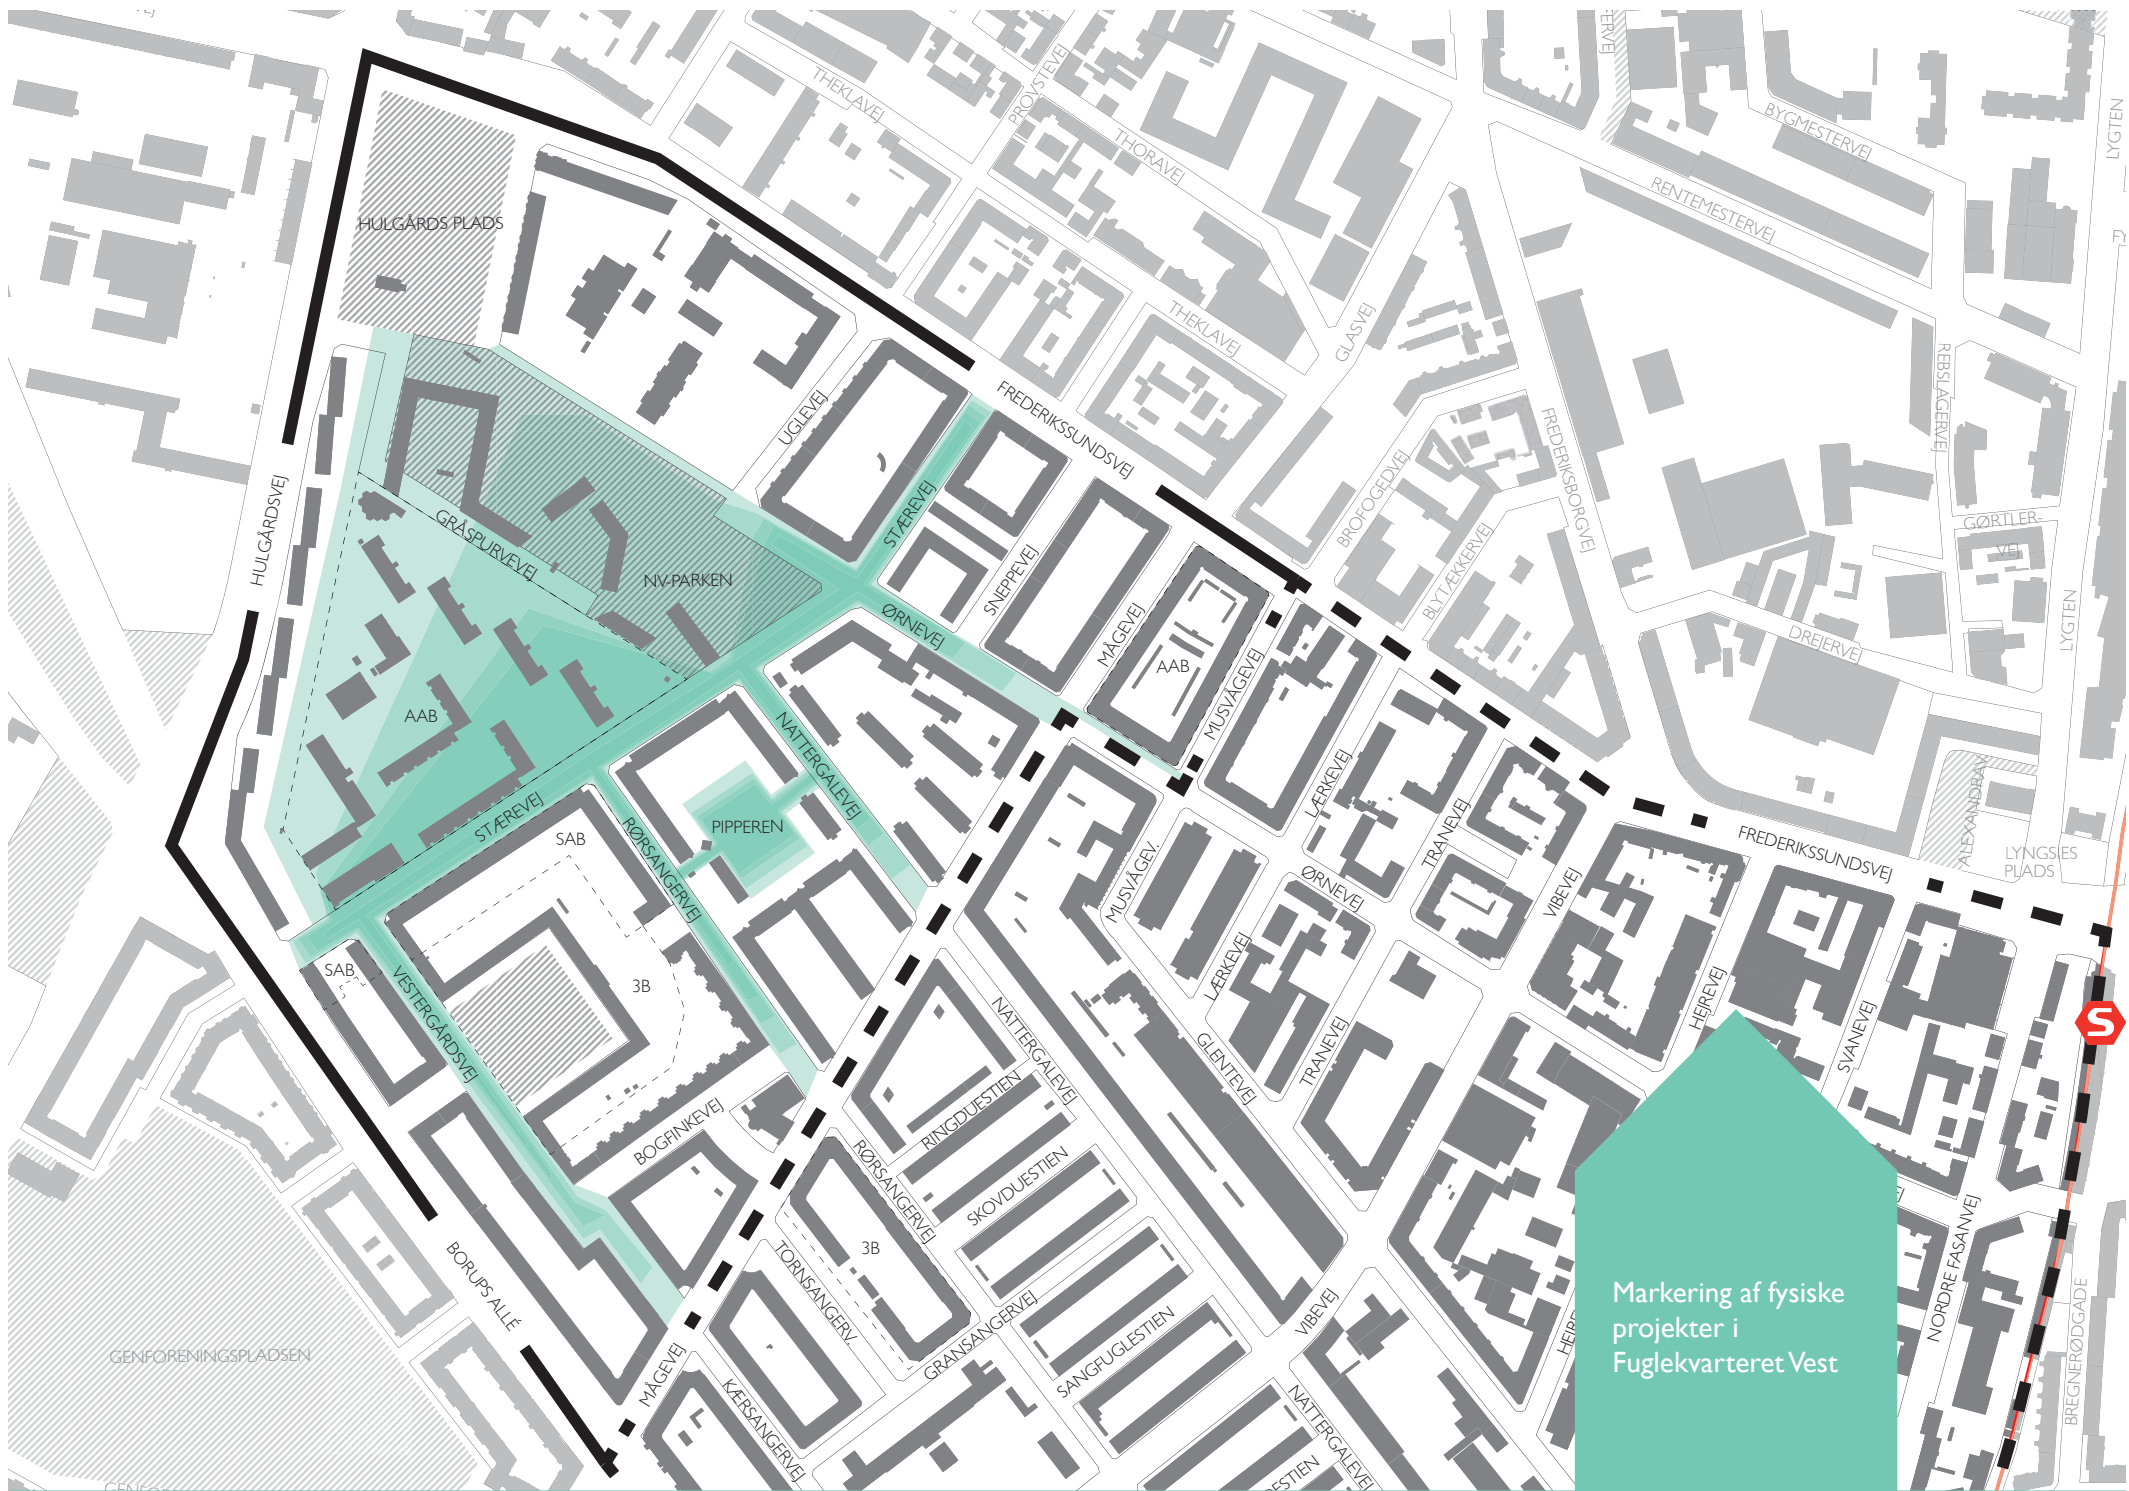 THEKLAVEJ
PROVSTEVEJ
THORAVEJ
BYGMESTERVEJ
LYGTEN
RENTEMESTERVEJ
HULGÅRDS PLADS
THEKLAVEJ
GLASVEJ
REBSLAGERVEJ
UGLEVEJ
FREDERIKSSUNDSVEJ
FREDERIKSBORGVEJ
BROFOGEDVEJ
HULGÅRDSVEJ
GRÅSPURVEVEJ
STÆREVEJ
GØRTLER-
VEJ
NV-PARKEN
SNEPPEVEJ
BLYTÆKKERVEJ
ØRNEVEJ
MÅGEVEJ
LYGTEN
DREJERVEJ
AAB
MUSVÅGEVEJ
AAB
NATTERGALEVEJ
LÆRKEVEJ
STÆREVEJ
PIPPEREN
SAB
RØRSANGERVEJ
TRANEVEJ
FREDERIKSSUNDSVEJ
ALEXANDRAV.
LYNGSIES
PLADS
MUSVÅGEV.
ØRNEVEJ
VIBEVEJ
SAB
3B
VESTERGÅRDSVEJ
LÆRKEVEJ
HEJREVEJ
S
NATTERGALEVEJ
GLENTEVEJ
TRANEVEJ
SVANEVEJ
RINGDUESTIEN
BOGFINKEVEJ
RØRSANGERVEJ
SKOVDUESTIEN
3B
TORNSANGERV.
NORDRE FASANVEJ
BORUPS ALLÉ
GRANSANGERVEJ
VIBEVEJ
SANGFUGLESTIEN
GENFORENINGSPLADSEN
MÅGEVEJ
KÆRSANGERVEJ
NATTERGALEVEJ
BREGNERØDGADE
Markering af fysiske
projekter i
Fuglekvarteret Vest